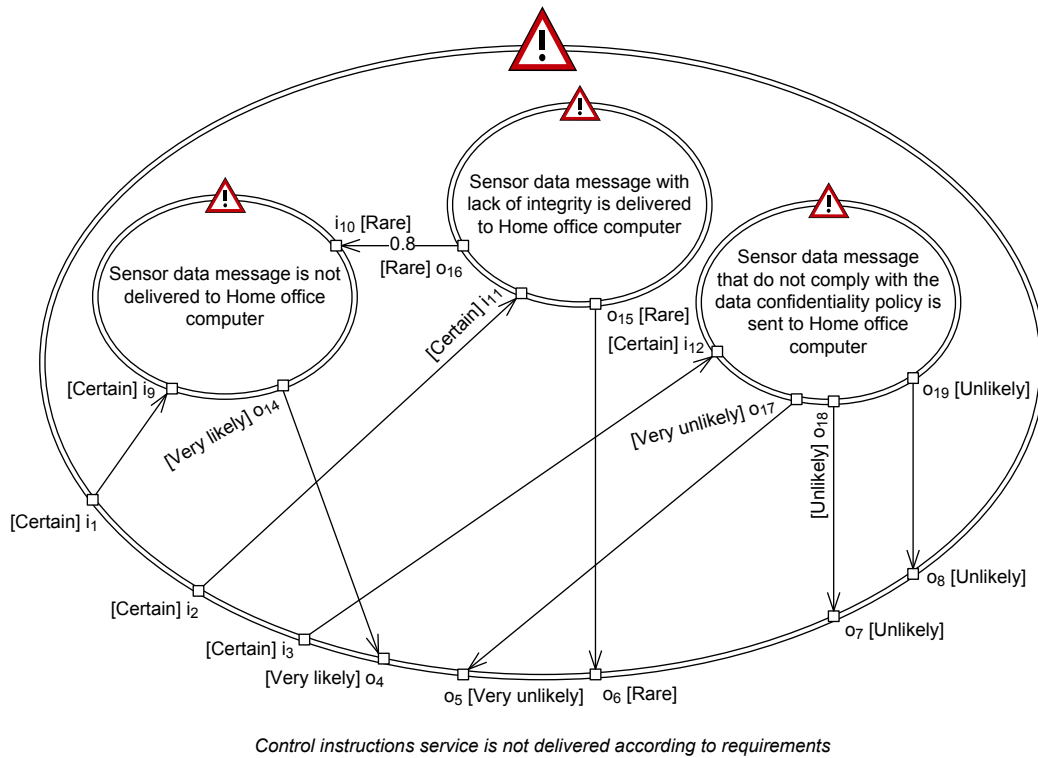 Sensor data message with
lack of integrity is delivered
to Home office computer
i10 [Rare]
0.8
[Rare] o16
Sensor data message is not
delivered to Home office
computer
Sensor data message
that do not comply with the
data confidentiality policy is
sent to Home office
computer
[Certain] i11
o15 [Rare]
[Certain] i12
[Certain] i9
[Very likely] o14
[Very unlikely] o17
[Unlikely] o18
o19 [Unlikely]
[Certain] i1
[Certain] i2
[Certain] i3
[Very likely] o4
o5 [Very unlikely]
o6 [Rare]
o7 [Unlikely]
o8 [Unlikely]
Control instructions service is not delivered according to requirements